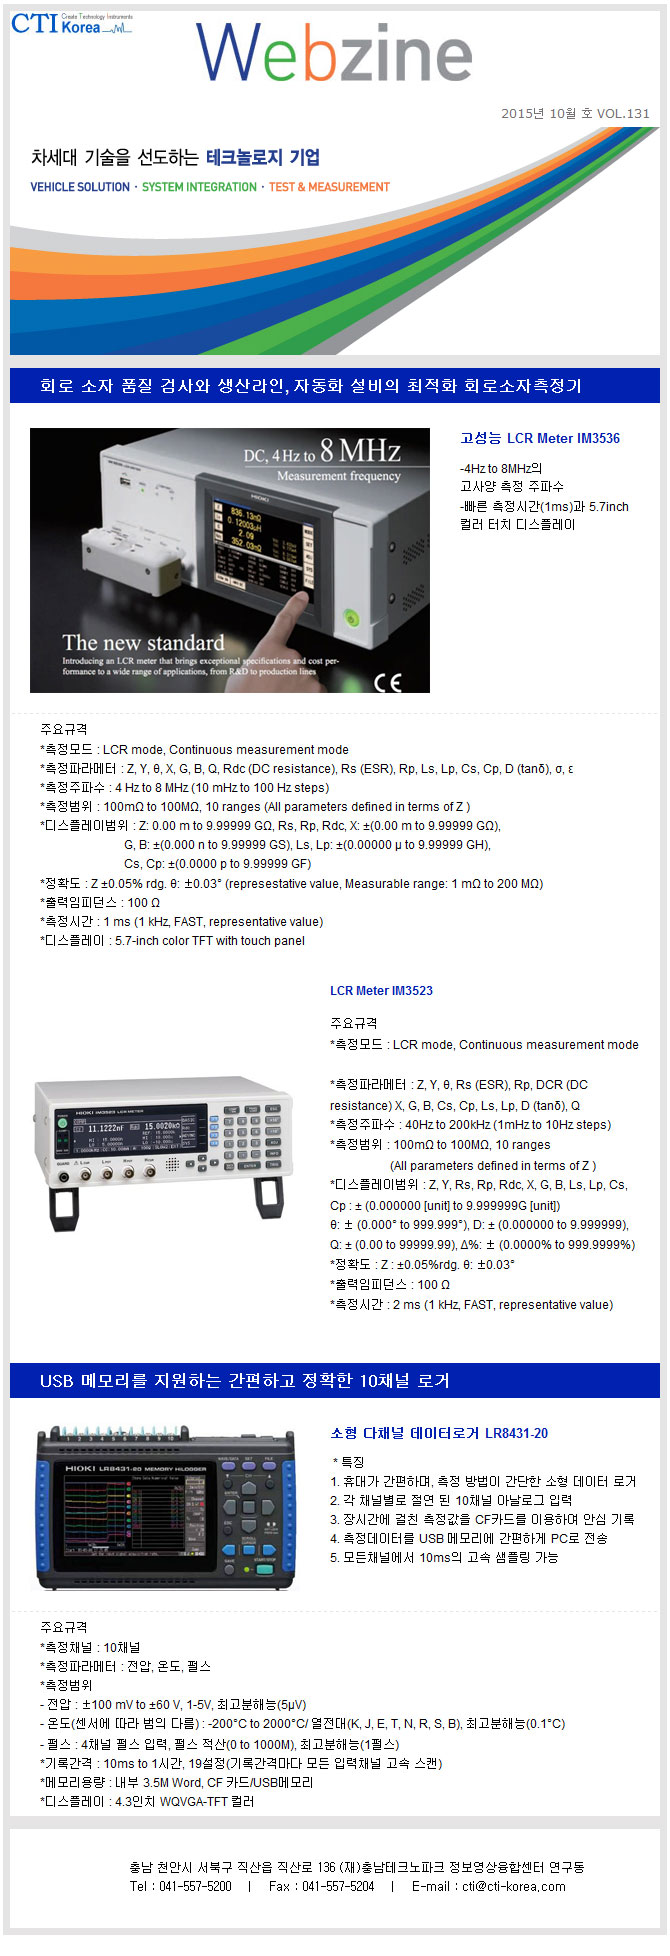 CTI Create Technology Instruments
Korea
Webzine
2015년 10월 호 VOL.131
차세대 기술을 선도하는 테크놀로지 기업
VEHICLE SOLUTION · SYSTEM INTEGRATION · TEST & MEASUREMENT
회로 소자 품질 검사와 생산라인, 자동화 설비의 최적화 회로소자측정기
DC, 4 Hz to 8 MHz
Measurement frequency
HIOKI
836.13mΩ
0.12003uH
2.09
352.03mΩ
The new standard
Introducing an LCR meter that brings exceptional specifications and cost per-
formance to a wide range of applications, from R&D to production lines
CE
고성능 LCR Meter IM3536
-4Hz to 8MHz의
고사양 측정 주파수
-빠른 측정시간(1ms)과 5.7inch
컬러 터치 디스플레이
주요규격
*측정모드 : LCR mode, Continuous measurement mode
*측정파라메터 : Z, Y, θ, X, G, B, Q, Rdc (DC resistance), Rs (ESR), Rp, Ls, Lp, Cs, Cp, D (tanδ), σ, ε
*측정주파수 : 4 Hz to 8 MHz (10 mHz to 100 Hz steps)
*측정범위 : 100mΩ to 100MΩ, 10 ranges (All parameters defined in terms of Z )
*디스플레이범위 : Z: 0.00 m to 9.99999 GΩ, Rs, Rp, Rdc, X: ±(0.00 m to 9.99999 GΩ),
G, B: ±(0.000 n to 9.99999 GS), Ls, Lp: ±(0.00000 μ to 9.99999 GH),
Cs, Cp: ±(0.0000 p to 9.99999 GF)
*정확도 : Z ±0.05% rdg. θ: ±0.03° (represestative value, Measurable range: 1 mΩ to 200 MΩ)
*출력임피던스 : 100 Ω
*측정시간 : 1 ms (1 kHz, FAST, representative value)
*디스플레이 : 5.7-inch color TFT with touch panel
LCR Meter IM3523
주요규격
*측정모드 : LCR mode, Continuous measurement mode
*측정파라메터 : Z, Y, θ, Rs (ESR), Rp, DCR (DC
resistance) X, G, B, Cs, Cp, Ls, Lp, D (tanδ), Q
*측정주파수 : 40Hz to 200kHz (1mHz to 10Hz steps)
*측정범위 : 100mΩ to 100MΩ, 10 ranges
(All parameters defined in terms of Z )
*디스플레이범위 : Z, Y, Rs, Rp, Rdc, X, G, B, Ls, Lp, Cs,
Cp : ± (0.000000 [unit] to 9.999999G [unit])
θ: ± (0.000° to 999.999°), D: ± (0.000000 to 9.999999),
Q: ± (0.00 to 99999.99), Δ%: ± (0.0000% to 999.9999%)
*정확도 : Z : ±0.05%rdg. θ: ±0.03°
*출력임피던스 : 100 Ω
*측정시간 : 2 ms (1 kHz, FAST, representative value)
HIOKI IM3523 LCR METER
11.1222nF 15.0020kΩ
USB 메모리를 지원하는 간편하고 정확한 10채널 로거
HIOKI LR8431-20 MEMORY HiLOGGER
소형 다채널 데이터로거 LR8431-20
* 특징
1. 휴대가 간편하며, 측정 방법이 간단한 소형 데이터 로거
2. 각 채널별로 절연 된 10채널 아날로그 입력
3. 장시간에 걸친 측정값을 CF카드를 이용하며 안심 기록
4. 측정데이터를 USB 메모리에 간편하게 PC로 전송
5. 모든채널에서 10ms의 고속 샘플링 가능
주요규격
*측정채널 : 10채널
*측정파라메터 : 전압, 온도, 펄스
*측정범위
- 전압 : ±100 mV to ±60 V, 1-5V, 최고분해능(5μV)
- 온도(센서에 따라 범의 다름) : -200°C to 2000°C/ 열전대(K, J, E, T, N, R, S, B), 최고분해능(0.1°C)
- 펄스 : 4채널 펄스 입력, 펄스 적산(0 to 1000M), 최고분해능(1펄스)
*기록간격 : 10ms to 1시간, 19설정(기록간격마다 모든 입력채널 고속 스캔)
*메모리용량 : 내부 3.5M Word, CF 카드/USB메모리
*디스플레이 : 4.3인치 WQVGA-TFT 컬러
충남 천안시 서북구 직산읍 직산로 136 (재)충남테크노파크 정보영상융합센터 연구동
Tel : 041-557-5200 | Fax : 041-557-5204 | E-mail : cti@cti-korea.com